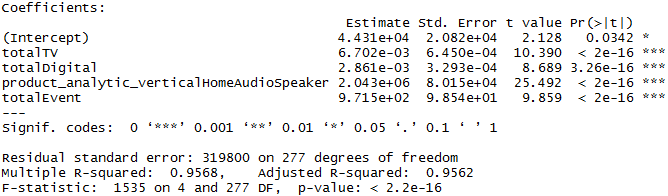 Coefficients:
Estimate Std. Error t value Pr(>|t|)
(Intercept) 4.431e+04 2.082e+04 2.128 0.0342 *
totalTV 6.702e-03 6.450e-04 10.390 < 2e-16 ***
totalDigital 2.861e-03 3.293e-04 8.689 3.26e-16 ***
product_analytic_verticalHomeAudioSpeaker 2.043e+06 8.015e+04 25.492 < 2e-16 ***
totalEvent 9.715e+02 9.854e+01 9.859 < 2e-16 ***
---
Signif. codes: 0 ‘***’ 0.001 ‘**’ 0.01 ‘*’ 0.05 ‘.’ 0.1 ‘ ’ 1
Residual standard error: 319800 on 277 degrees of freedom
Multiple R-squared: 0.9568, Adjusted R-squared: 0.9562
F-statistic: 1535 on 4 and 277 DF, p-value: < 2.2e-16